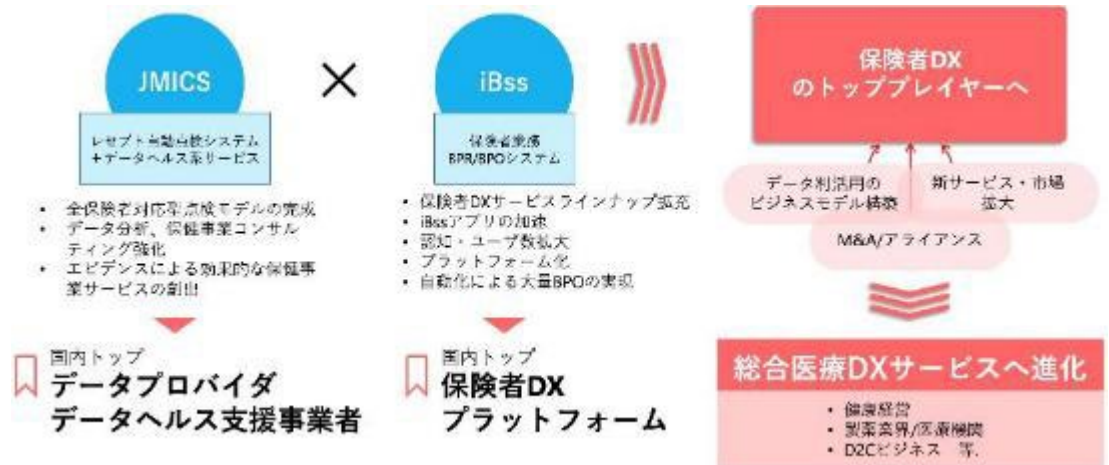 JMICS
レセプト自動点検システム
+データヘルス系サービス
・ 全保険者対応型点検モデルの完成
・ データ分析、保健事業コンサル
ティング強化
・ エビデンスによる効果的な保健事
業サービスの創出
国内トップ
データプロバイダ
データヘルス支援事業者
×
iBss
保険者業務
BPR/BPOシステム
・ 保険者DXサービスラインナップ拡充
・ iBssアプリの加速
・ 認知・ユーザ数拡大
・ プラットフォーム化
・ 自動化による大量BPOの実現
国内トップ
保険者DX
プラットフォーム
保険者DX
のトッププレイヤーへ
データ利活用の
ビジネスモデル構築
新サービス・市場
拡大
M&A/アライアンス
総合医療DXサービスへ進化
・ 健康経営
・ 製薬業界/医療機関
・ D2Cビジネス 等.